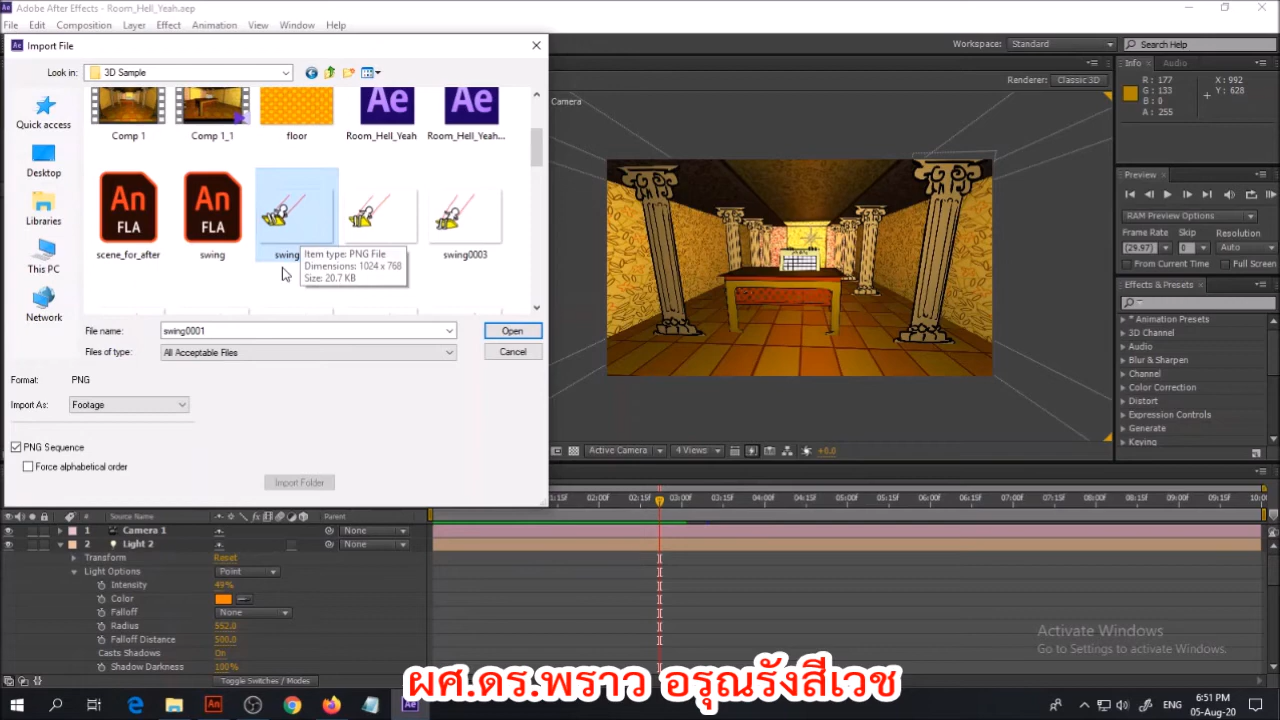 Adobe After Effects - Room_Hell_Yeah.aep
File Edit Composition Layer Effect Animation View Window Help
Import File
Workspace: Standard
Search Help
Look in: 3D Sample
Renderer: Classic 3D
Info Audio
R : 177
G : 133
B : 0
A : 255
X : 992
Y : 628
Camera
Quick access
Desktop
Libraries
This PC
Network
Comp 1 Comp 1_1 floor Room_Hell_Yeah Room_Hell_Yeah...
Ae Ae
An An
FLA FLA
scene_for_after swing swing swing0003
Item type: PNG File
Dimensions: 1024 x 768
Size: 20.7 KB
File name: swing0001 Open
Files of type: All Acceptable Files Cancel
Format: PNG
Import As: Footage
PNG Sequence
Force alphabetical order
Import Folder
Preview
RAM Preview Options
Frame Rate Skip Resolution
(29.97) 0 Auto
From Current Time Full Screen
Effects & Presets
* Animation Presets
3D Channel
Audio
Blur & Sharpen
Channel
Color Correction
Distort
Expression Controls
Generate
Keying
Active Camera 4 Views +0.0
1:15f 02:00f 02:15f 03:00f 03:15f 04:00f 04:15f 05:00f 05:15f 06:00f 06:15f 07:00f 07:15f 08:00f 08:15f 09:00f 09:15f 10:0
# Source Name Parent
1 Camera 1 None
2 Light 2 None
Transform Reset
Light Options Point
Intensity 49%
Color
Falloff None
Radius 552.0
Falloff Distance 500.0
Casts Shadows On
Shadow Darkness 100%
Toggle Switches / Modes
Activate Windows
Go to Settings to activate Windows.
ผศ.ดร.พราว อรุณรังสีเวช
An Ae
ENG
6:51 PM
05-Aug-20